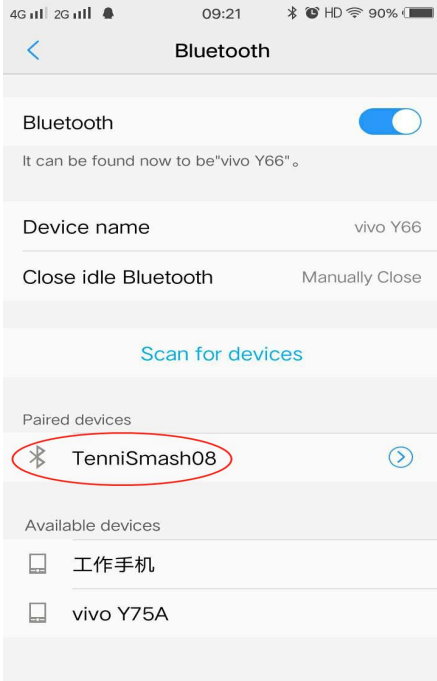 4G 2G 09:21 HD 90%
Bluetooth
Bluetooth
It can be found now to be"vivo Y66"。
Device name vivo Y66
Close idle Bluetooth Manually Close
Scan for devices
Paired devices
TenniSmash08
Available devices
工作手机
vivo Y75A